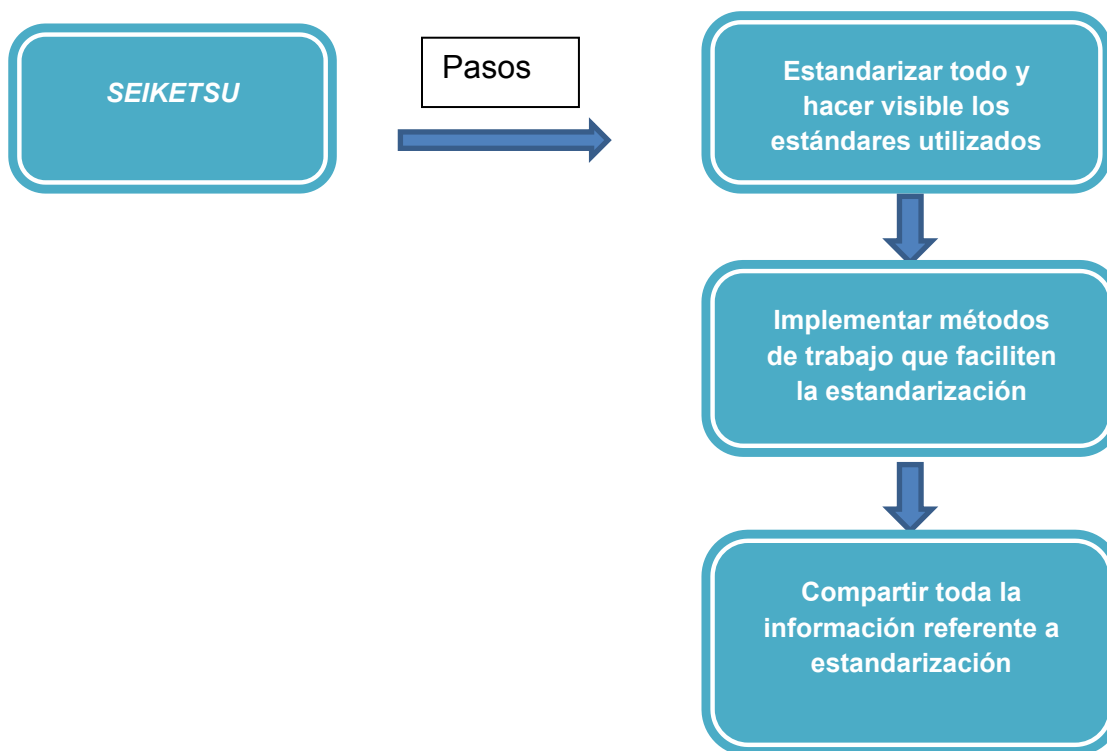 SEIKETSU
Pasos
Estandarizar todo y
hacer visible los
estándares utilizados
Implementar métodos
de trabajo que faciliten
la estandarización
Compartir toda la
información referente a
estandarización